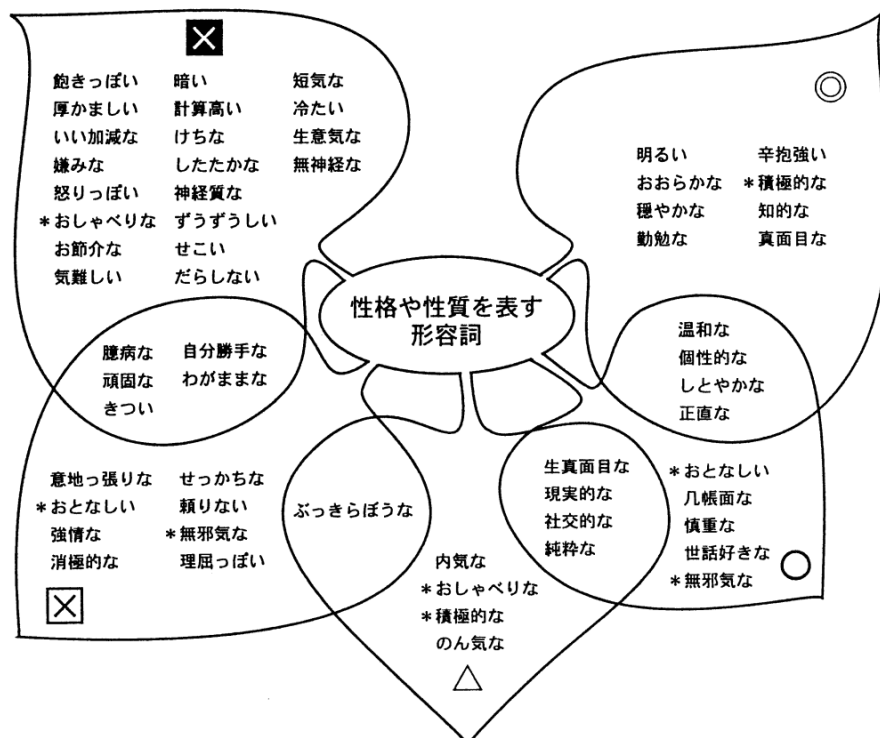 飽きっぽい 暗い 短気な
厚かましい 計算高い 冷たい
いい加減な けちな 生意気な
嫌みな したたかな 無神経な
怒りっぽい 神経質な
*おしゃべりな ずうずうしい
お節介な せこい
気難しい だらしない
明るい 辛抱強い
おおらかな *積極的な
穏やかな 知的な
勤勉な 真面目な
性格や性質を表す
形容詞
臆病な 自分勝手な
頑固な わがままな
きつい
温和な
個性的な
しとやかな
正直な
意地っ張りな せっかちな
*おとなしい 頼りない
強情な *無邪気な
消極的な 理屈っぽい
ぶっきらぼうな
生真面目な
現実的な
社交的な
純粋な
*おとなしい
几帳面な
慎重な
世話好きな
*無邪気な
内気な
*おしゃべりな
*積極的な
のん気な